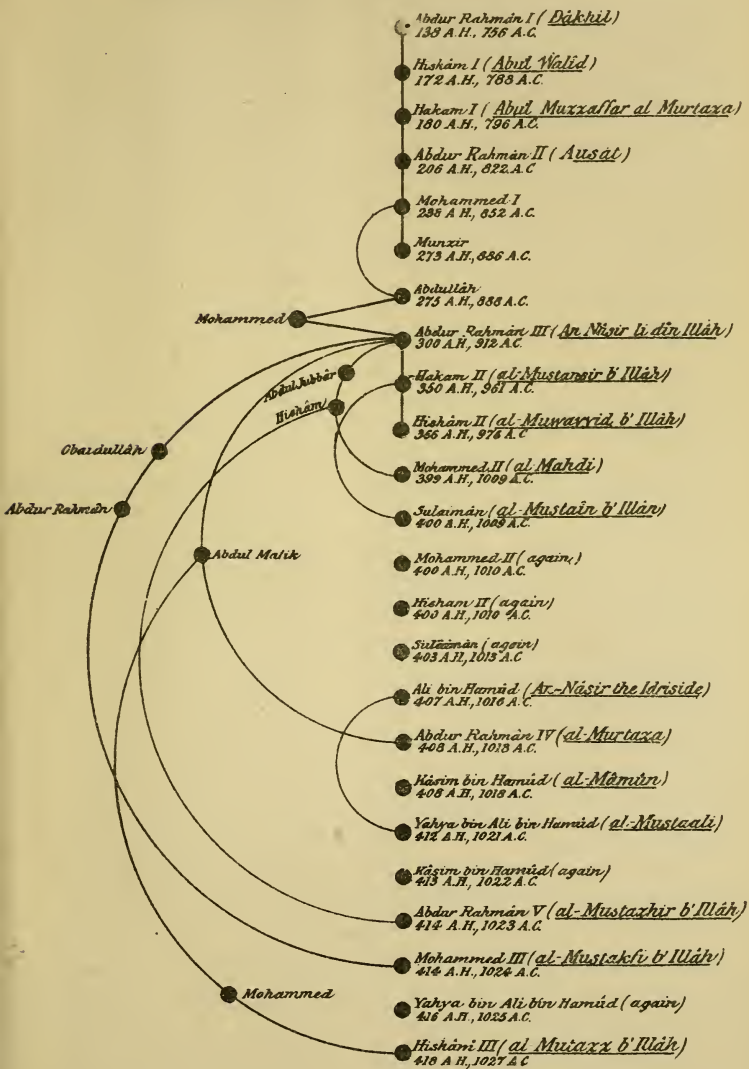 Abdur Rahmân I (Dâkhil)
138 A.H., 756 A.C.
Hishâm I (Abul Walîd)
172 A.H., 788 A.C.
Hakam I (Abul Muzzaffar al Murtaza)
180 A.H., 796 A.C.
Abdur Rahmân II (Ausat)
206 A.H., 822 A.C
Mohammed I
238 A.H., 852 A.C.
Munzir
273 A.H., 886 A.C.
Abdullâh
275 A.H., 888 A.C.
Mohammed
Abdur Rahmân III (An Nâsir li dîn Illâh)
300 A.H., 912 A.C.
Abdul Jubbâr
Hakam II (al-Mustansir b' Illâh)
350 A.H., 961 A.C.
Hishâm
Hishâm II (al-Muwayyid b' Illâh)
366 A.H., 976 A.C
Obaidullâh
Mohammed II (al Mahdi)
399 A.H., 1009 A.C.
Abdur Rahmân
Sulaimân (al-Mustaîn b' Illâh)
400 A.H., 1009 A.C.
Abdul Malik
Mohammed II (again)
400 A.H., 1010 A.C.
Hisham II (again)
400 A.H., 1010 A.C.
Sulaimân (again)
403 A.H, 1013 A.C
Ali bin Hamûd (An-Nâsir the Idriside)
407 A.H., 1016 A.C.
Abdur Rahmân IV (al-Murtaza)
408 A.H., 1018 A.C.
Kâsim bin Hamûd (al-Mâmûn)
408 A.H., 1018 A.C.
Yahya bin Ali bin Hamûd (al-Mustaali)
412 A.H., 1021 A.C.
Kâsim bin Hamûd (again)
413 A.H., 1022 A.C.
Abdur Rahmân V (al-Mustazhir b' Illâh)
414 A.H., 1023 A.C.
Mohammed III (al-Mustakfi b' Illâh)
414 A.H., 1024 A.C.
Mohammed
Yahya bin Ali bin Hamûd (again)
416 A.H., 1025 A.C.
Hishâm III (al Mutazz b' Illâh)
418 A.H., 1027 A.C